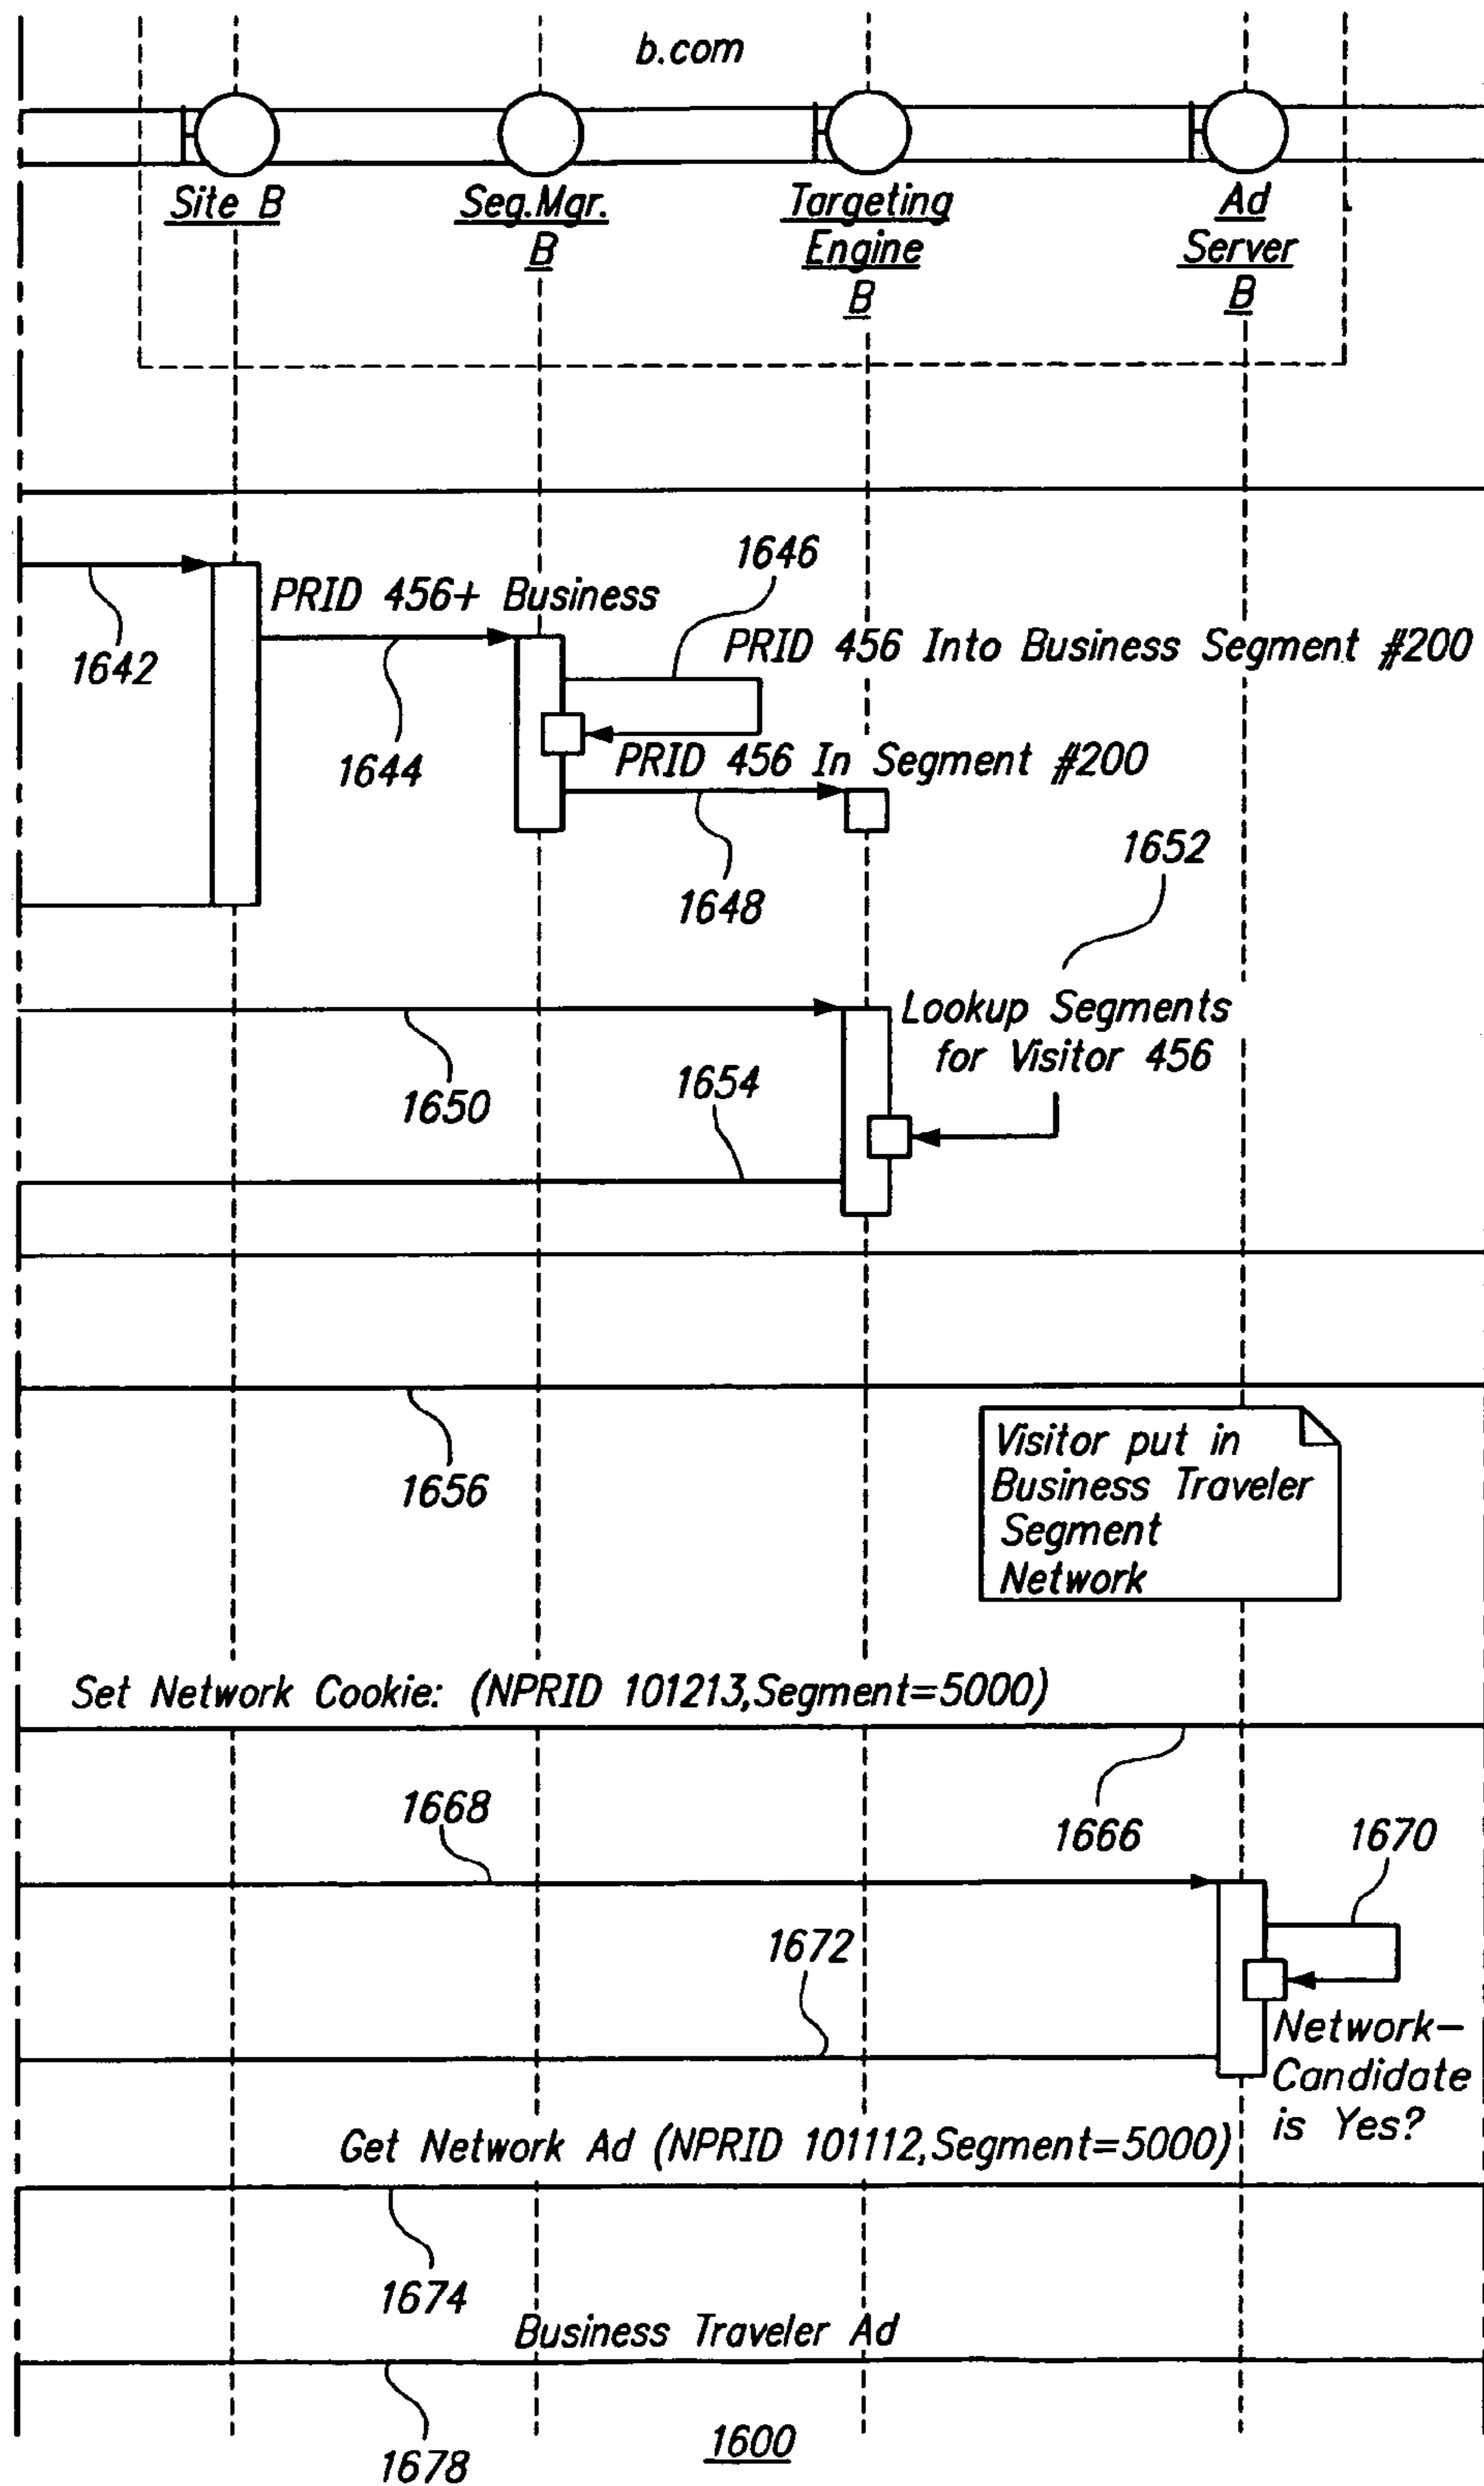 b.com
Site B
Seg.Mgr.
B
Targeting
Engine
B
Ad
Server
B
1646
PRID 456+ Business
1642
PRID 456 Into Business Segment #200
1644
PRID 456 In Segment #200
1648
1652
Lookup Segments
for Visitor 456
1650
1654
1656
Visitor put in
Business Traveler
Segment
Network
Set Network Cookie: (NPRID 101213,Segment=5000)
1668
1666
1670
1672
Network-
Candidate
is Yes?
Get Network Ad (NPRID 101112,Segment=5000)
1674
Business Traveler Ad
1678
1600